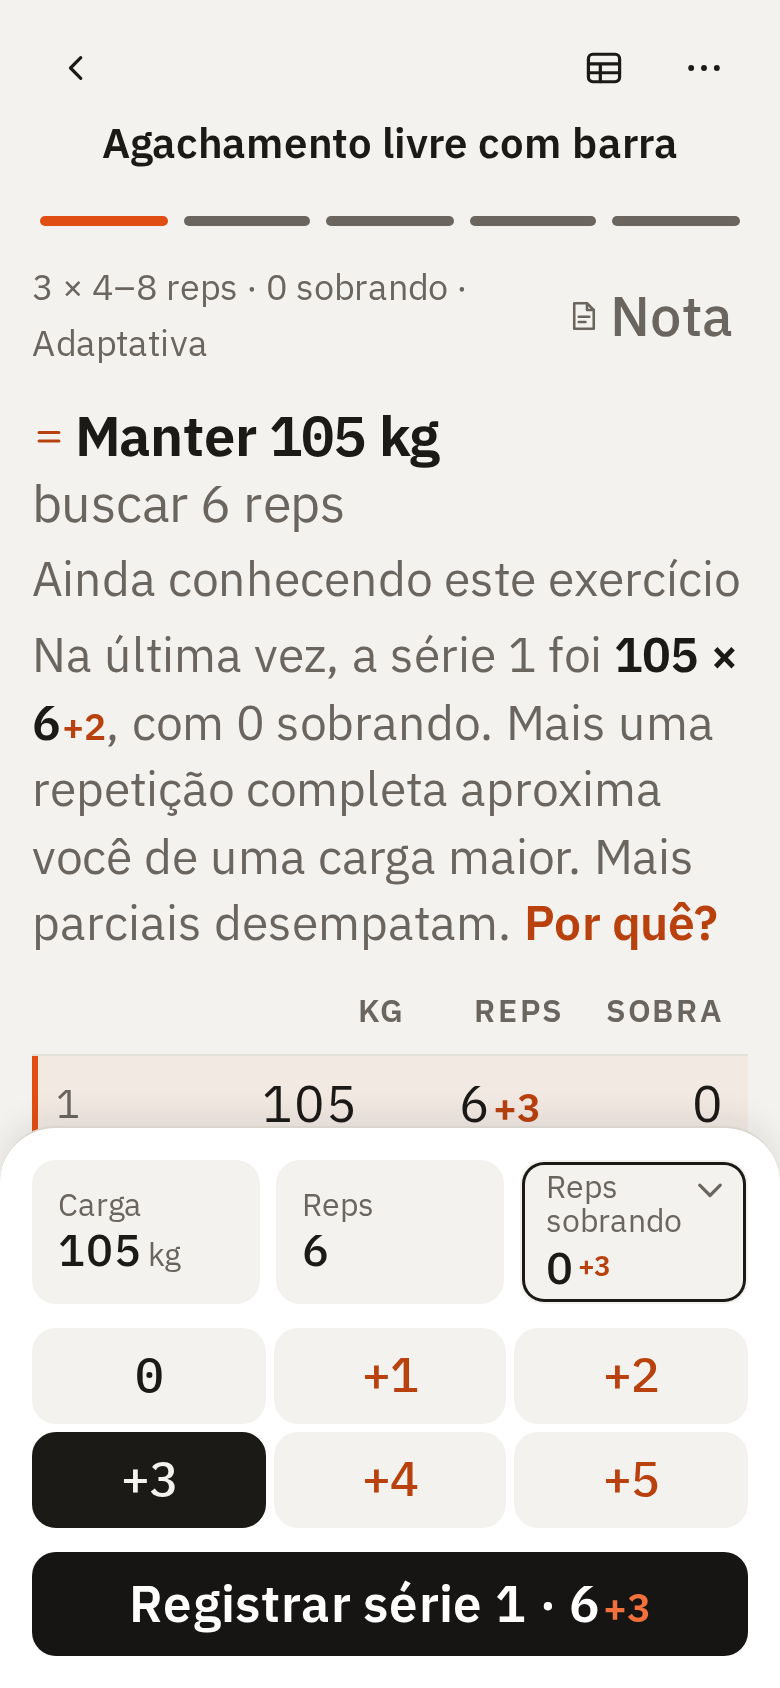 Agachamento livre com barra
3 × 4–8 reps · 0 sobrando ·
Adaptativa
Nota
= Manter 105 kg
buscar 6 reps
Ainda conhecendo este exercício
Na última vez, a série 1 foi 105 ×
6+2, com 0 sobrando. Mais uma
repetição completa aproxima
você de uma carga maior. Mais
parciais desempatam. Por quê?
KG REPS SOBRA
1 105 6+3 0
Carga
105 kg
Reps
6
Reps
sobrando
0 +3
0 +1 +2
+3 +4 +5
Registrar série 1 · 6+3